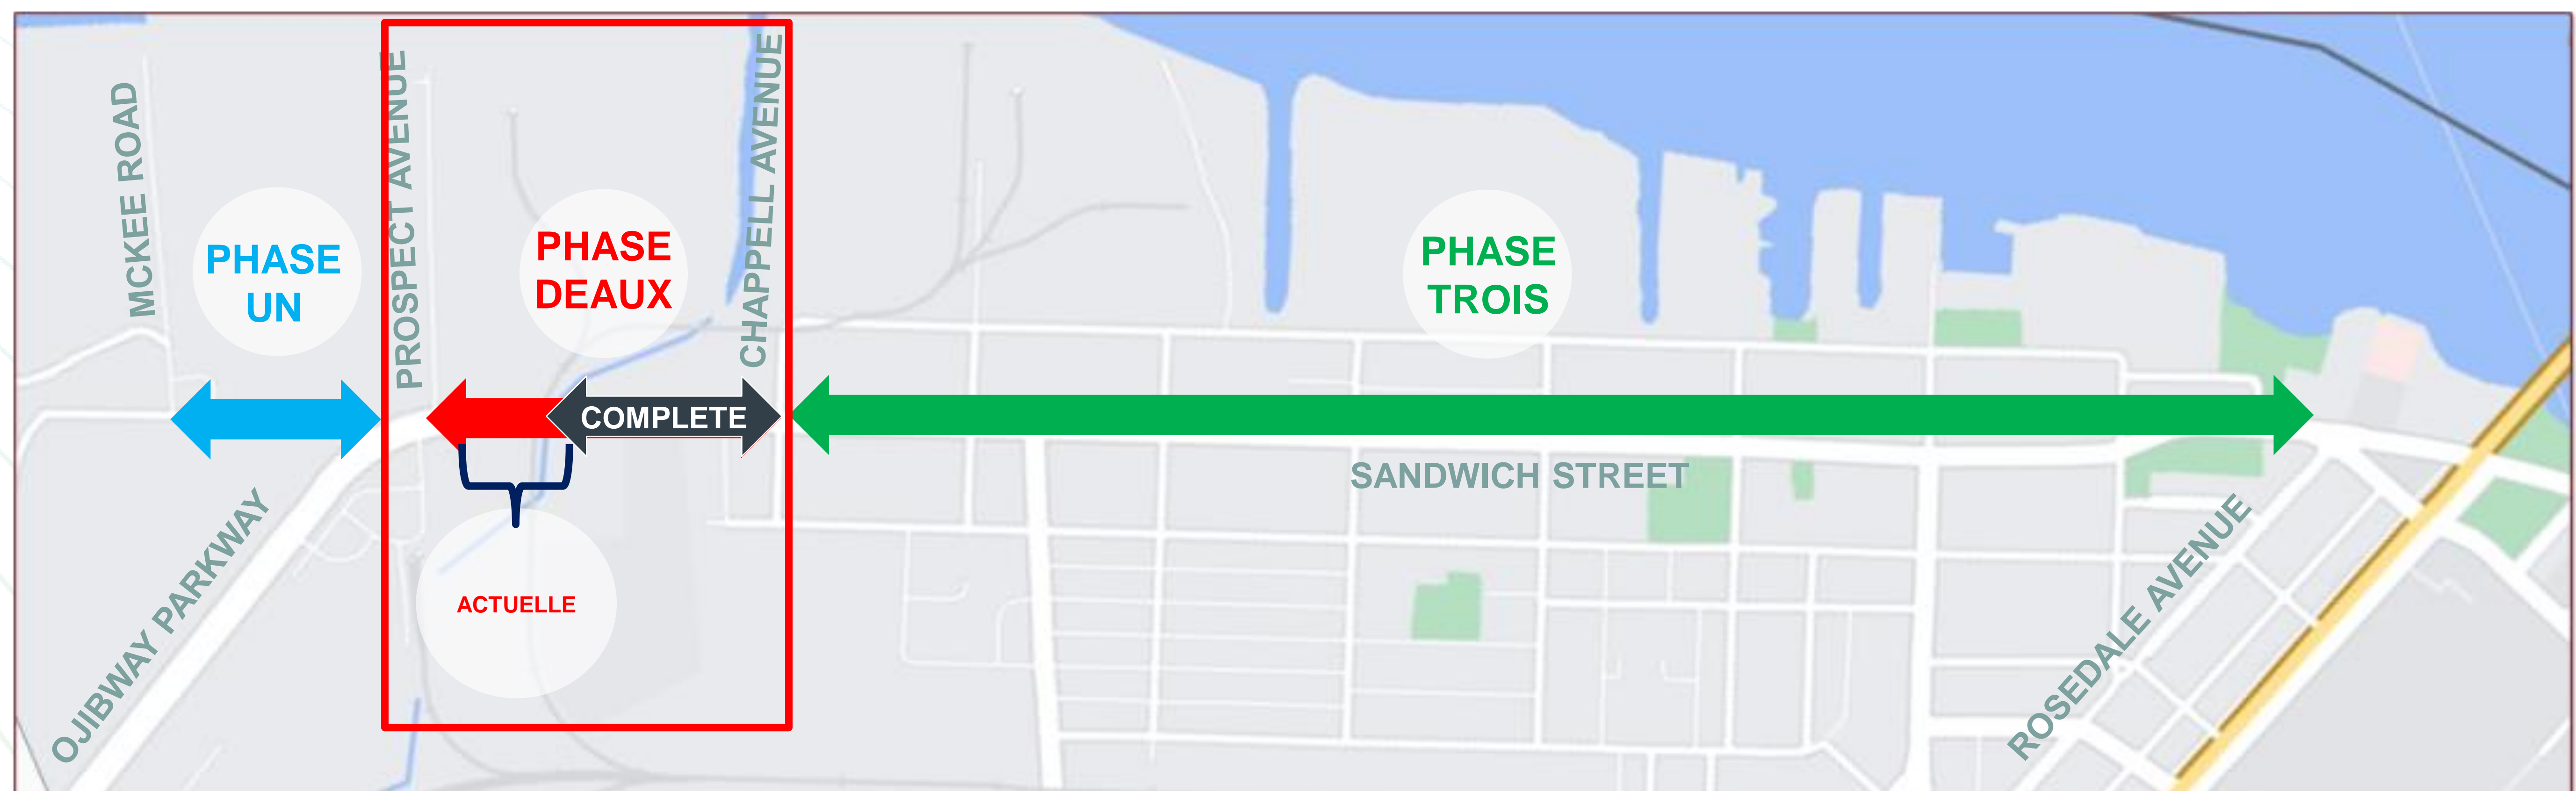 MCKEE ROAD
PHASE
UN
PROSPECT AVENUE
PHASE
DEAUX
CHAPPELL AVENUE
PHASE
TROIS
COMPLETE
SANDWICH STREET
OJIBWAY PARKWAY
ACTUELLE
ROSEDALE AVENUE